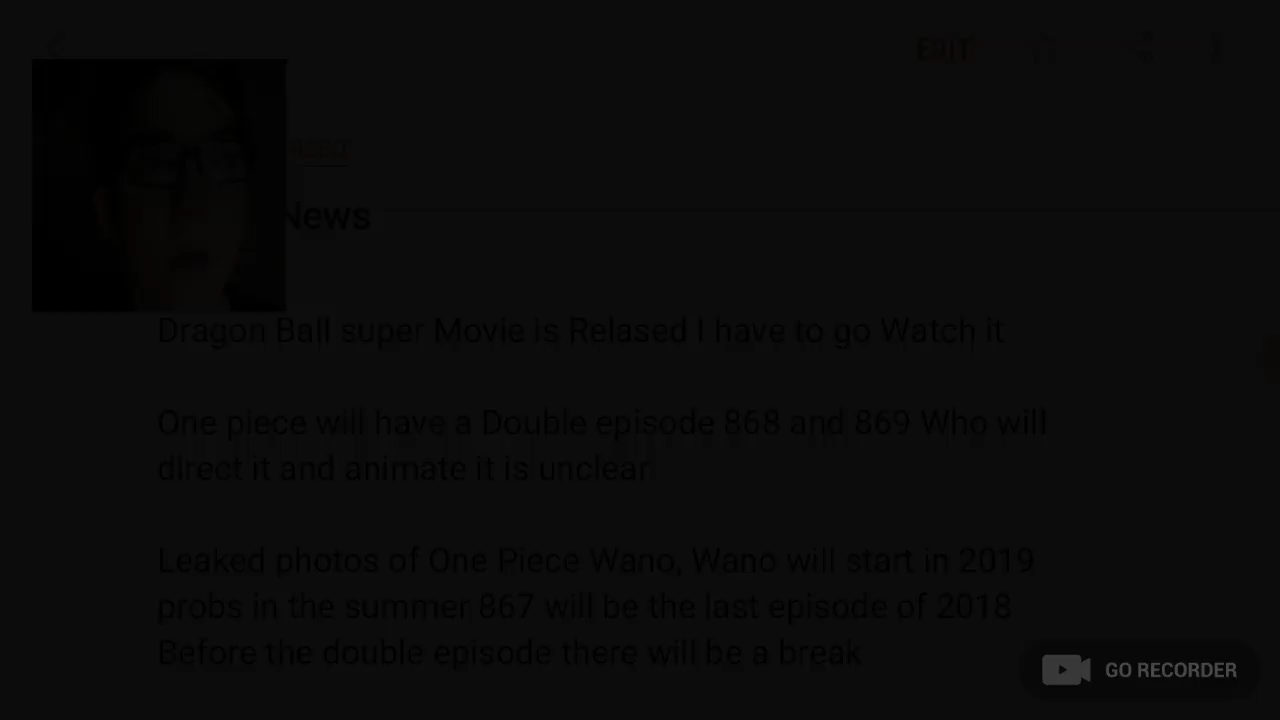 EDIT
News
Dragon Ball super Movie is Relased I have to go Watch it
One piece will have a Double episode 868 and 869 Who will
direct it and animate it is unclear
Leaked photos of One Piece Wano, Wano will start in 2019
probs in the summer 867 will be the last episode of 2018
Before the double episode there will be a break
GO RECORDER